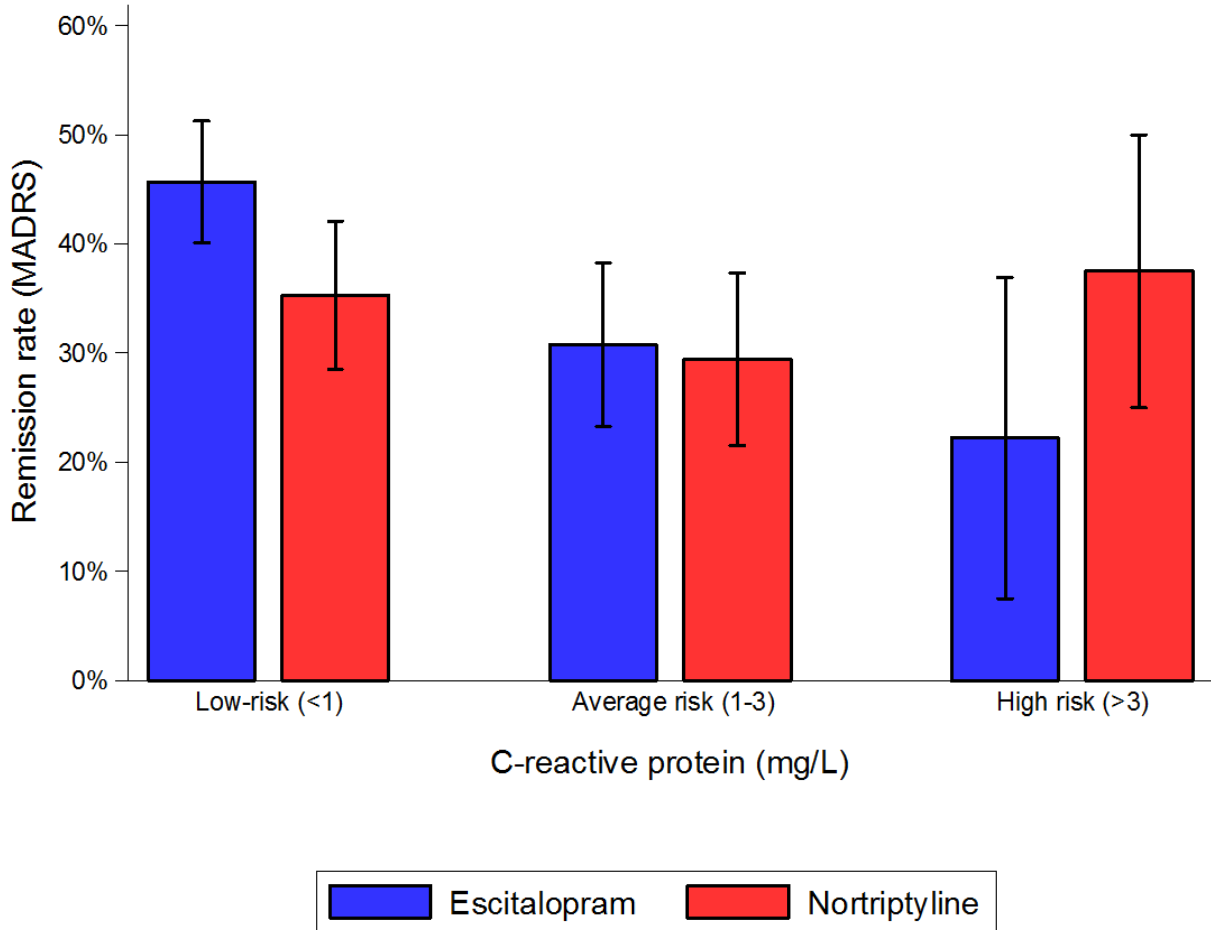 60%
50%
40%
30%
20%
10%
0%
Remission rate (MADRS)
Low-risk (<1)
Average risk (1-3)
High risk (>3)
C-reactive protein (mg/L)
Escitalopram
Nortriptyline